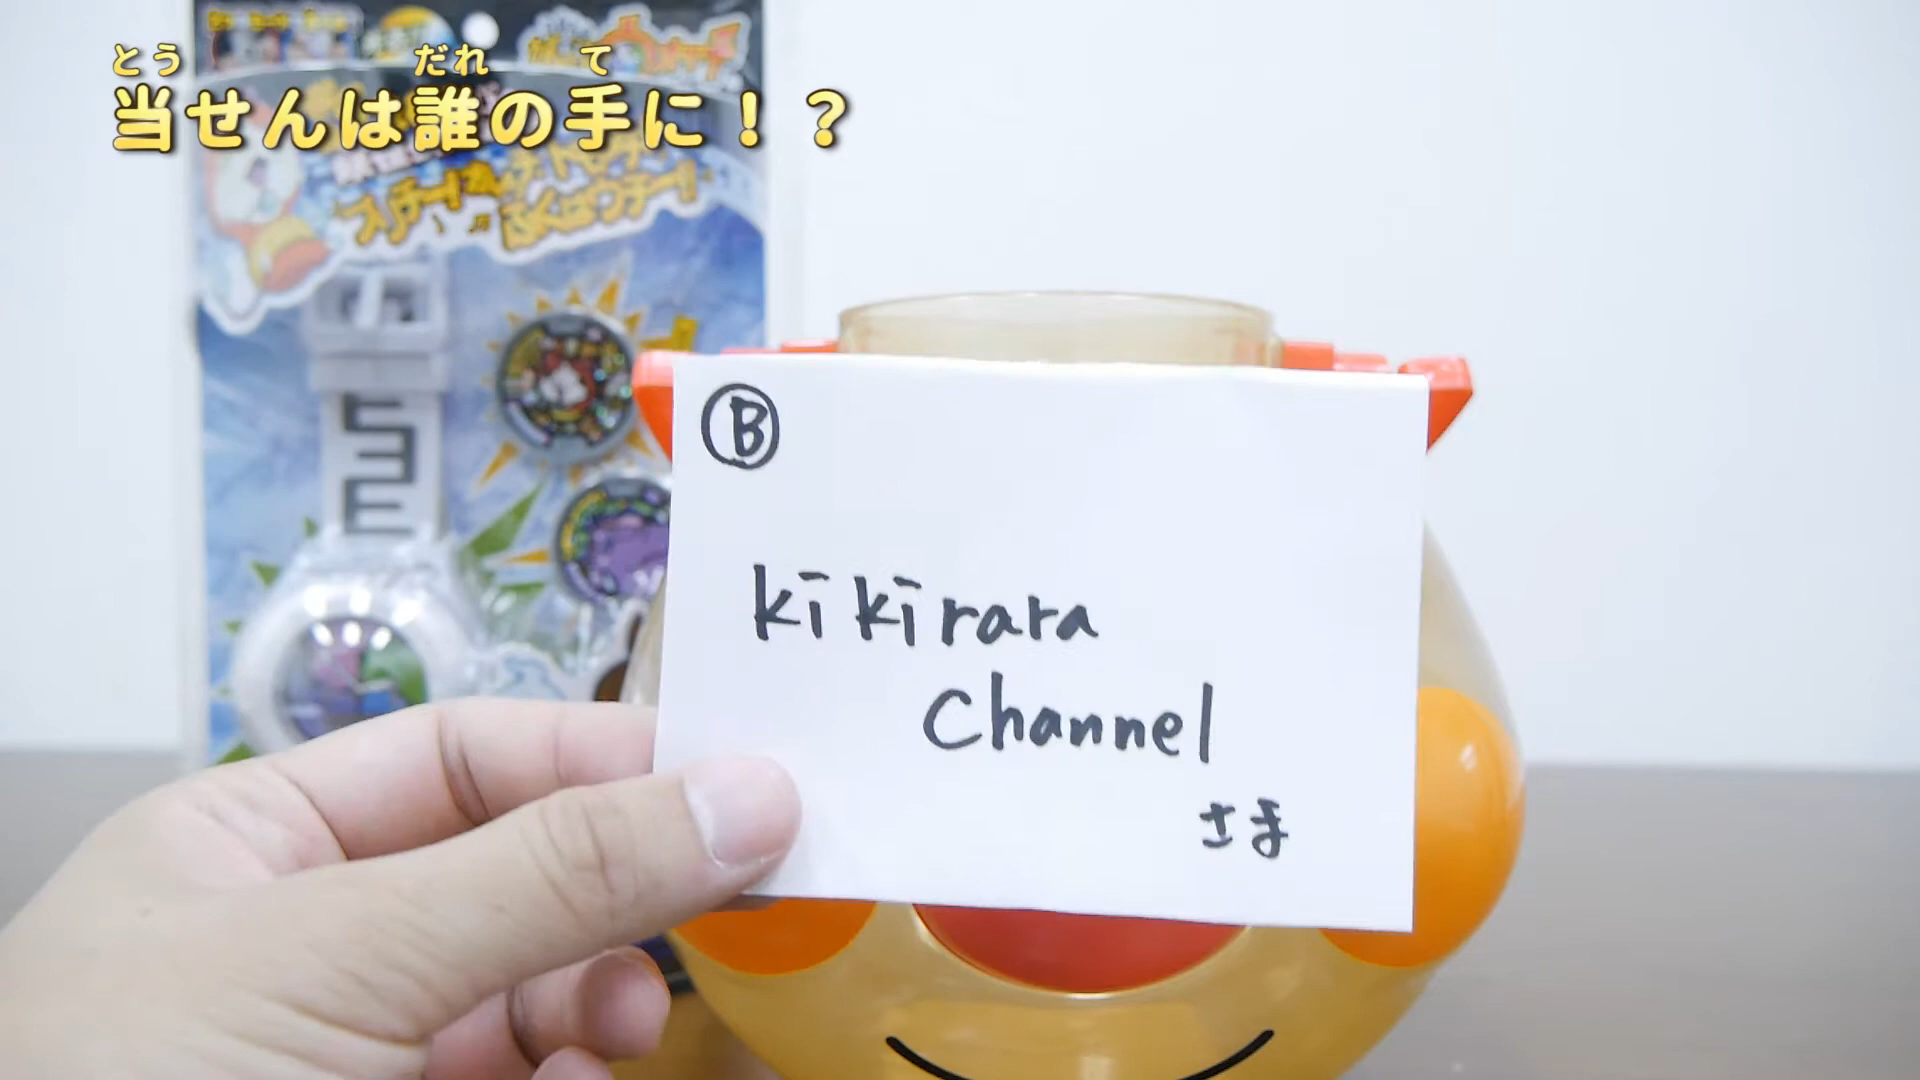 とう だれ て
当せんは誰の手に！？
Ⓑ
kikirara
Channel
さま